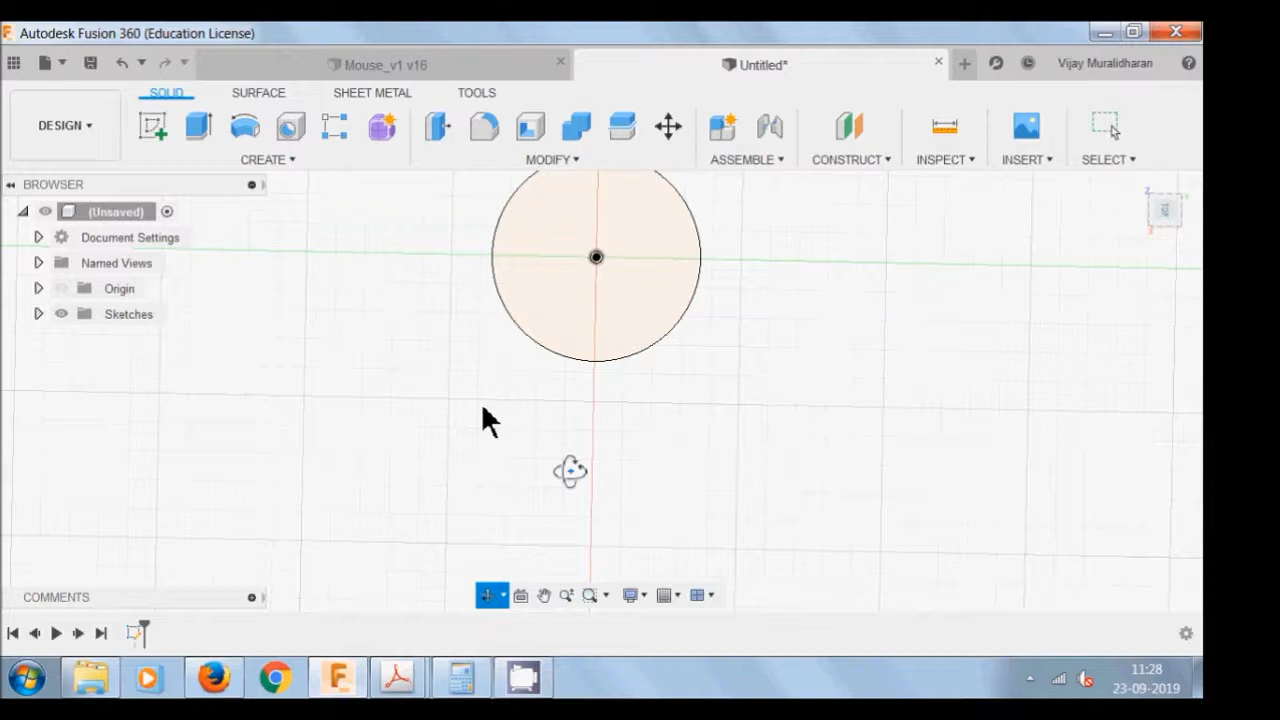 Autodesk Fusion 360 (Education License)
Mouse_v1 v16
Untitled*
Vijay Muralidharan
SOLID
SURFACE
SHEET METAL
TOOLS
DESIGN
CREATE
MODIFY
ASSEMBLE
CONSTRUCT
INSPECT
INSERT
SELECT
BROWSER
(Unsaved)
Document Settings
Named Views
Origin
Sketches
COMMENTS
11:28
23-09-2019